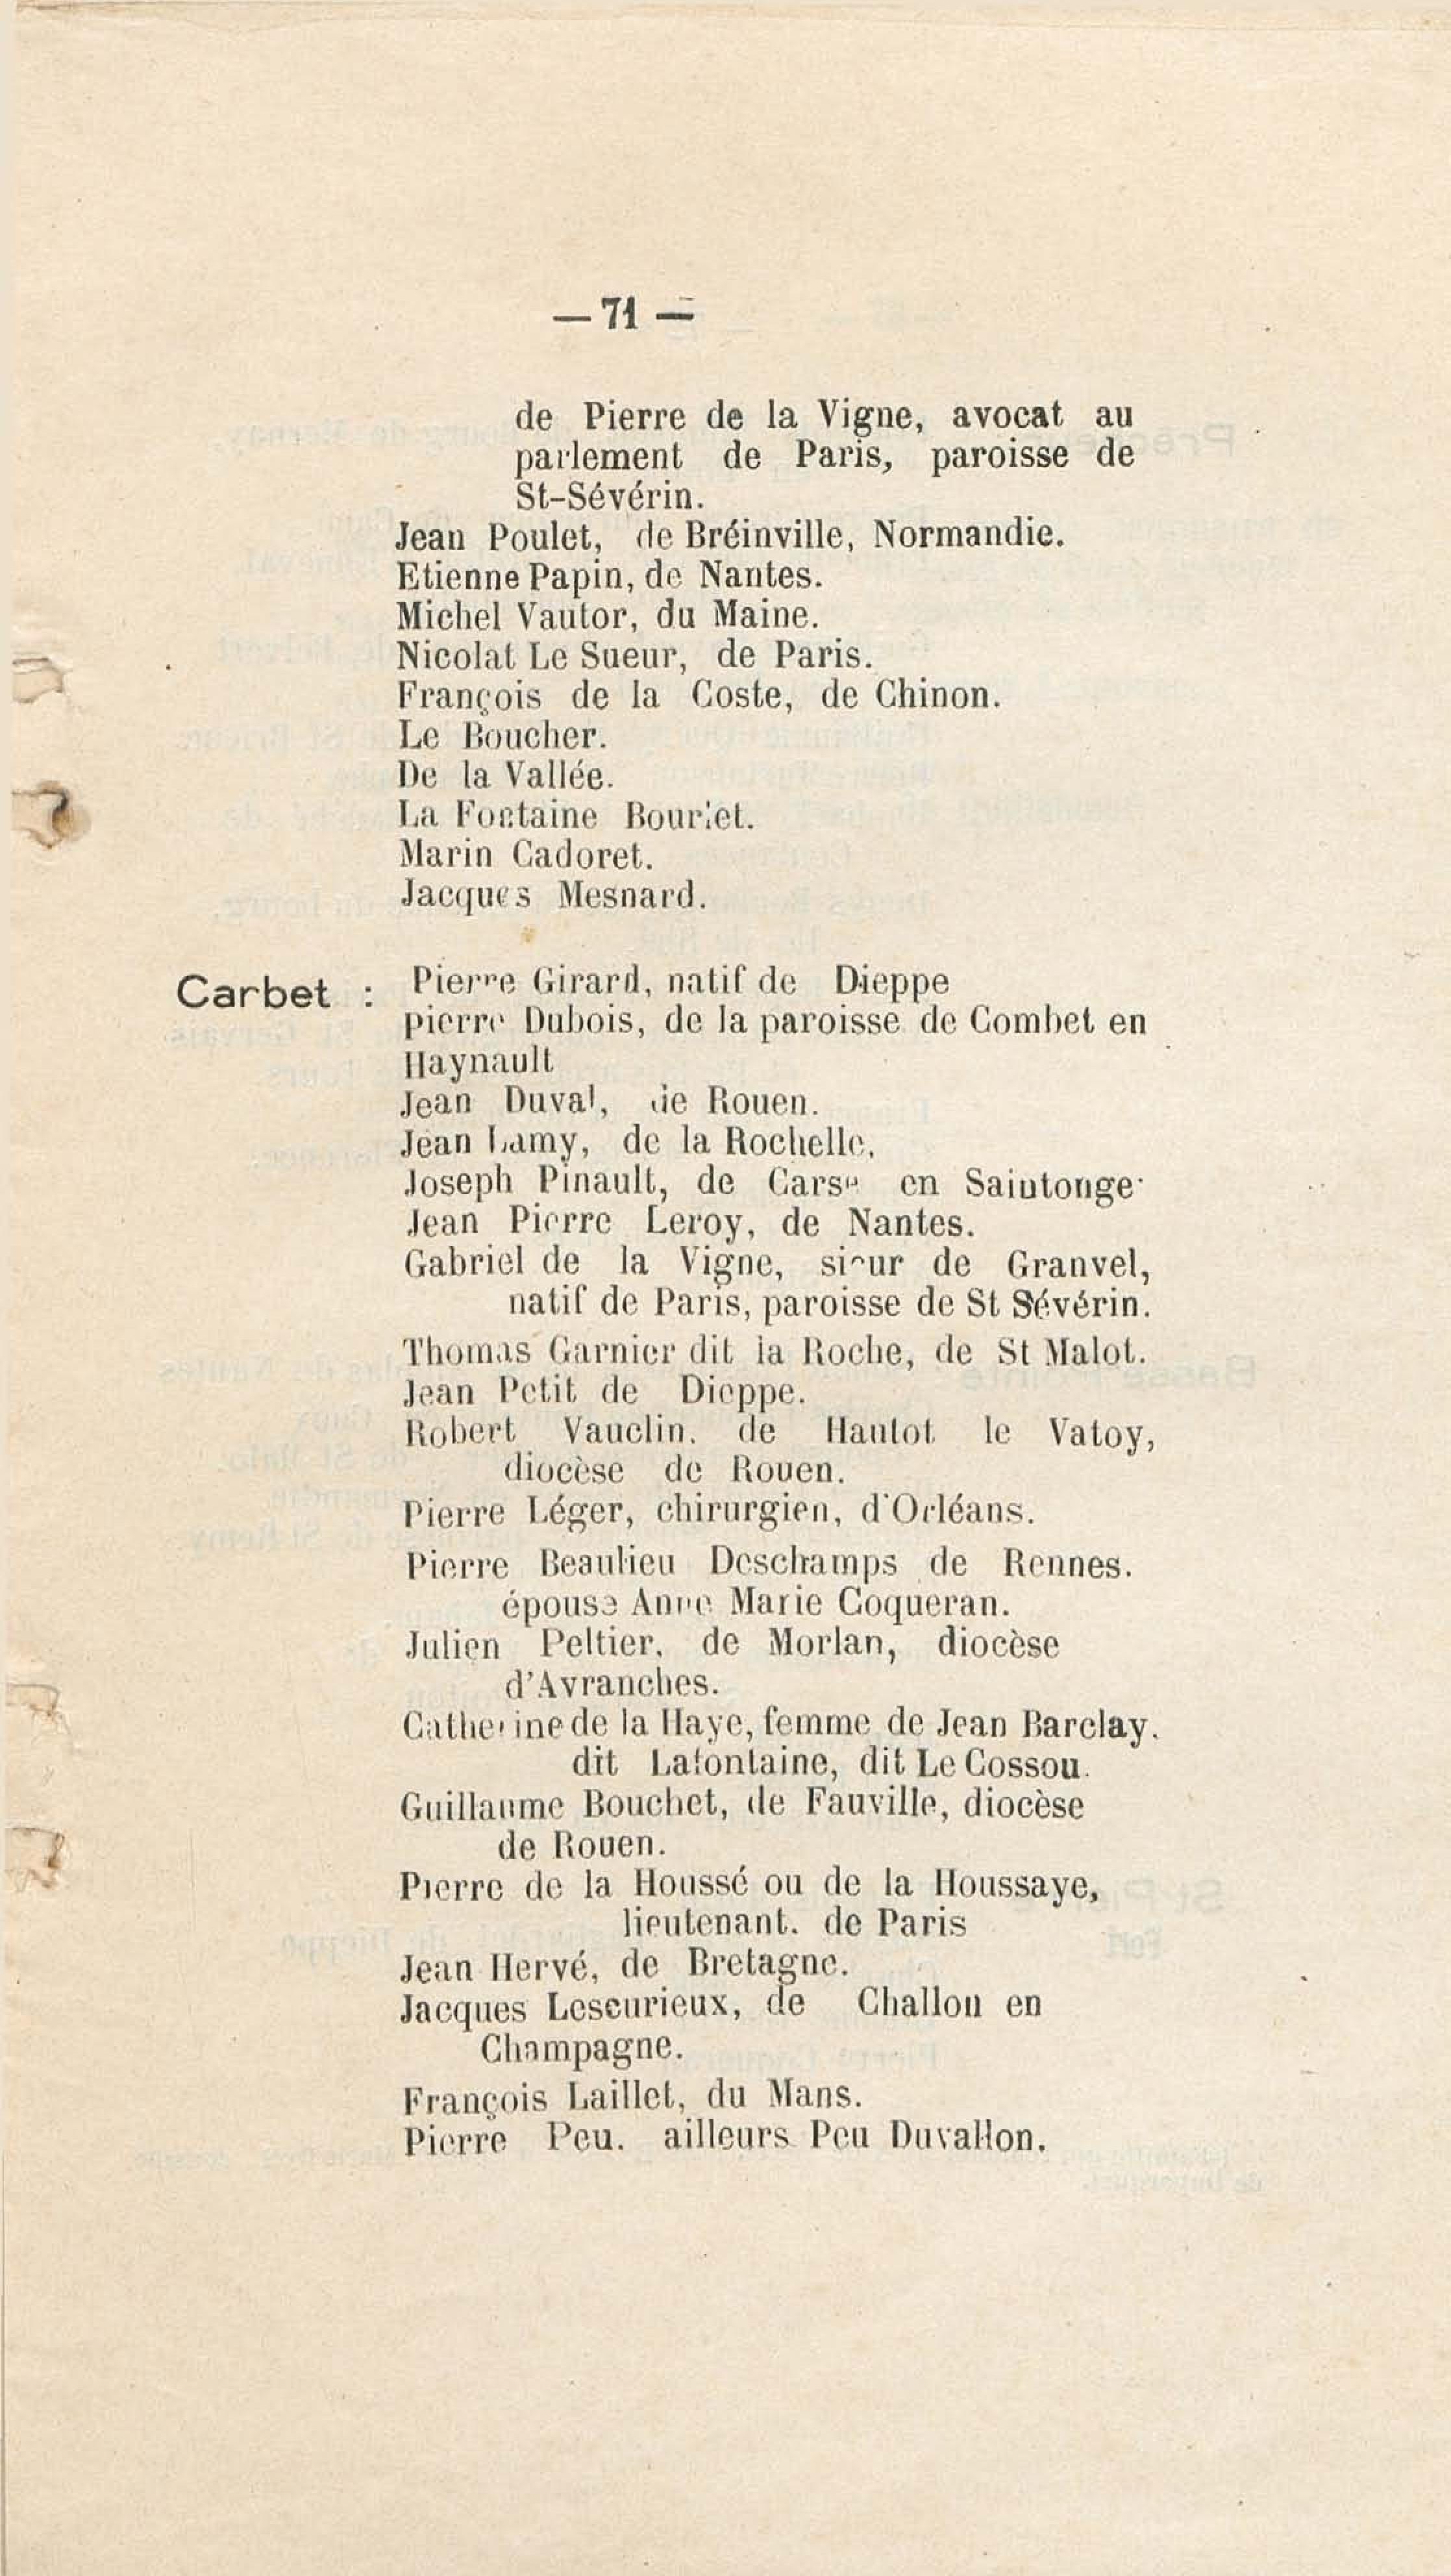 — 71 —
de Pierre de la Vigne, avocat au
parlement de Paris, paroisse de
St-Sévérin.
Jean Poulet, de Bréinville, Normandie.
Etienne Papin, de Nantes.
Michel Vautor, du Maine.
Nicolat Le Sueur, de Paris.
François de la Coste, de Chinon.
Le Boucher.
De la Vallée.
La Fontaine Bourlet.
Marin Cadoret.
Jacques Mesnard.
Carbet : Pierre Girard, natif de Dieppe
pierre Dubois, de la paroisse de Combet en
Haynault
Jean Duval, de Rouen.
Jean Lamy, de la Rochelle.
Joseph Pinault, de en Saintonge
Jean Pierre Leroy, de Nantes.
Gabriel de la Vigne, sieur de Granvel,
natif de Paris, paroisse de St Sévérin.
Thomas Garnier dit la Roche, de St Malot.
Jean Petit de Dieppe.
Robert Vauclin. de Hautot le Vatoy,
diocèse de Rouen.
Pierre Léger, chirurgien, d'Orléans.
Pierre Beaulieu Deschamps de Rennes.
épouse Anne Marie Coqueran.
Julien Peltier, de Morlan, diocèse
d'Avranches.
Catherine de la Haye, femme de Jean Barclay.
dit Lafontaine, dit Le Cossou.
Guillaume Bouchet, de Fauville, diocèse
de Rouen.
Pierre de la Houssé ou de la Houssaye,
lieutenant. de Paris
Jean Hervé, de Bretagne.
Jacques Lescurieux, de Challon en
Champagne.
François Laillet, du Mans.
Pierre Peu. ailleurs Peu Duvallon.